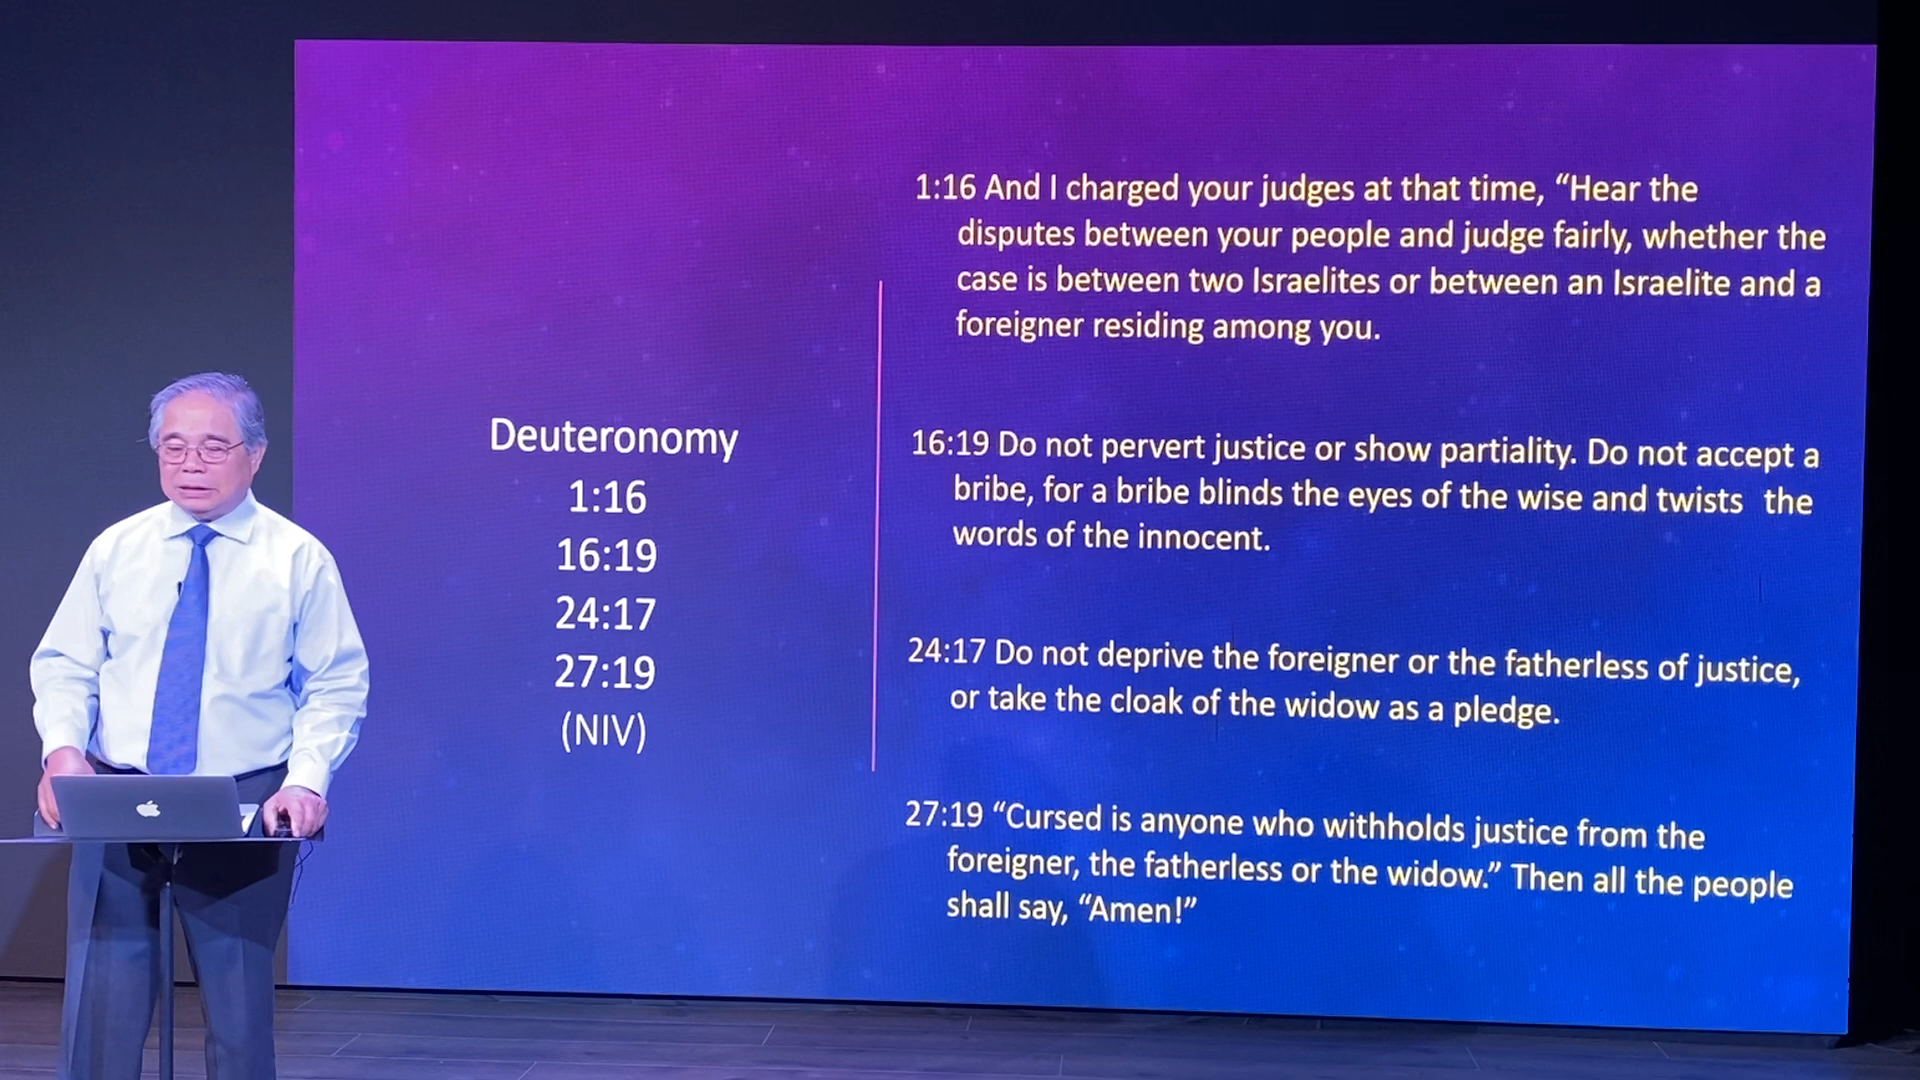 Deuteronomy
1:16
16:19
24:17
27:19
(NIV)
1:16 And I charged your judges at that time, “Hear the
disputes between your people and judge fairly, whether the
case is between two Israelites or between an Israelite and a
foreigner residing among you.
16:19 Do not pervert justice or show partiality. Do not accept a
bribe, for a bribe blinds the eyes of the wise and twists the
words of the innocent.
24:17 Do not deprive the foreigner or the fatherless of justice,
or take the cloak of the widow as a pledge.
27:19 “Cursed is anyone who withholds justice from the
foreigner, the fatherless or the widow.” Then all the people
shall say, “Amen!”